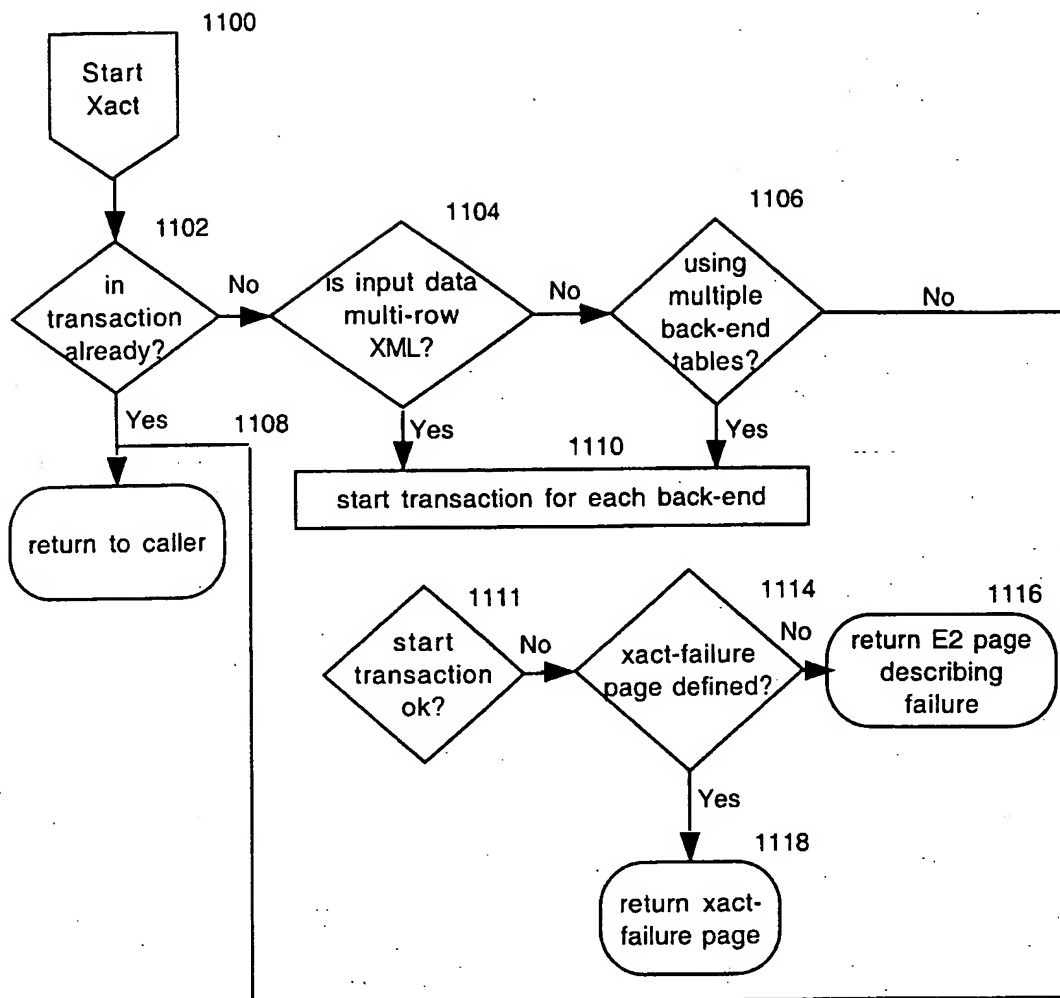 1100
Start
Xact
1102
in
transaction
already?
No
1104
is input data
multi-row
XML?
No
1106
using
multiple
back-end
tables?
No
Yes
1108
Yes
1110
Yes
return to caller
start transaction for each back-end
1111
start
transaction
ok?
No
1114
xact-failure
page defined?
No
1116
return E2 page
describing
failure
Yes
1118
return xact-
failure page